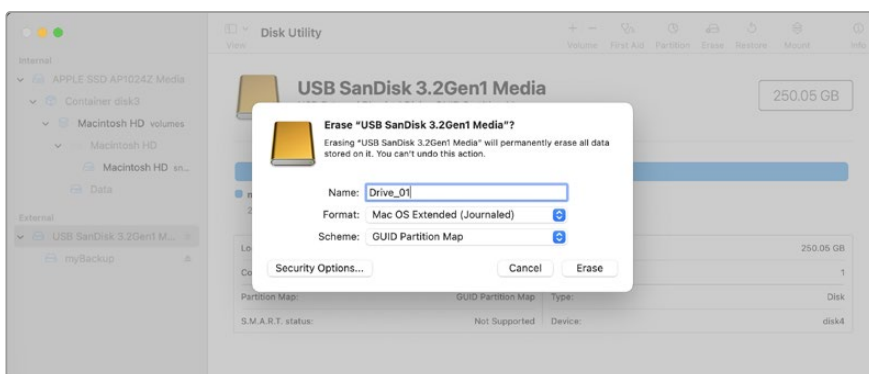 Disk Utility
View
Volume First Aid Partition Erase Restore Mount Info
Internal
APPLE SSD AP1024Z Media
Container disk3
Macintosh HD volumes
Macintosh HD
Macintosh HD sn...
Data
External
USB SanDisk 3.2Gen1 M...
myBackup
USB SanDisk 3.2Gen1 Media
250.05 GB
Erase “USB SanDisk 3.2Gen1 Media”?
Erasing “USB SanDisk 3.2Gen1 Media” will permanently erase all data
stored on it. You can't undo this action.
Name: Drive_01
Format: Mac OS Extended (Journaled)
Scheme: GUID Partition Map
Security Options... Cancel Erase
250.05 GB
1
Partition Map: GUID Partition Map Type: Disk
S.M.A.R.T. status: Not Supported Device: disk4